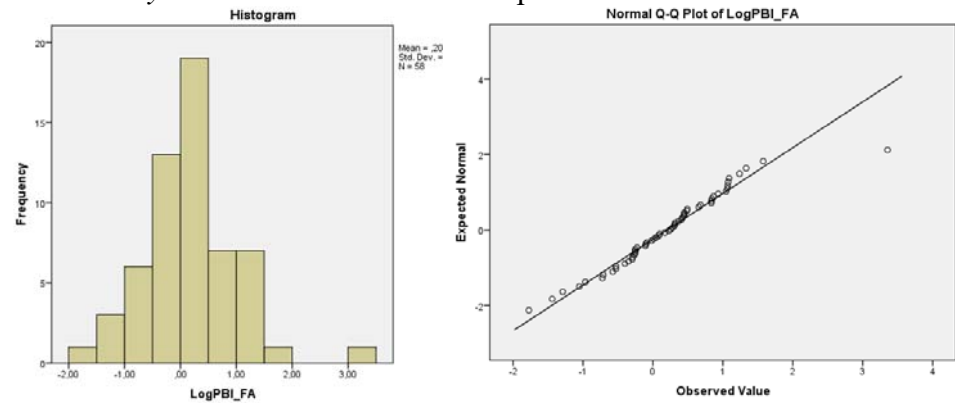 Histogram
Mean = ,20
Std. Dev. =
N = 58
20
15
10
5
0
Frequency
-2,00 -1,00 ,00 1,00 2,00 3,00
LogPBI_FA
Normal Q-Q Plot of LogPBI_FA
4
2
0
-2
Expected Normal
-2 -1 0 1 2 3 4
Observed Value